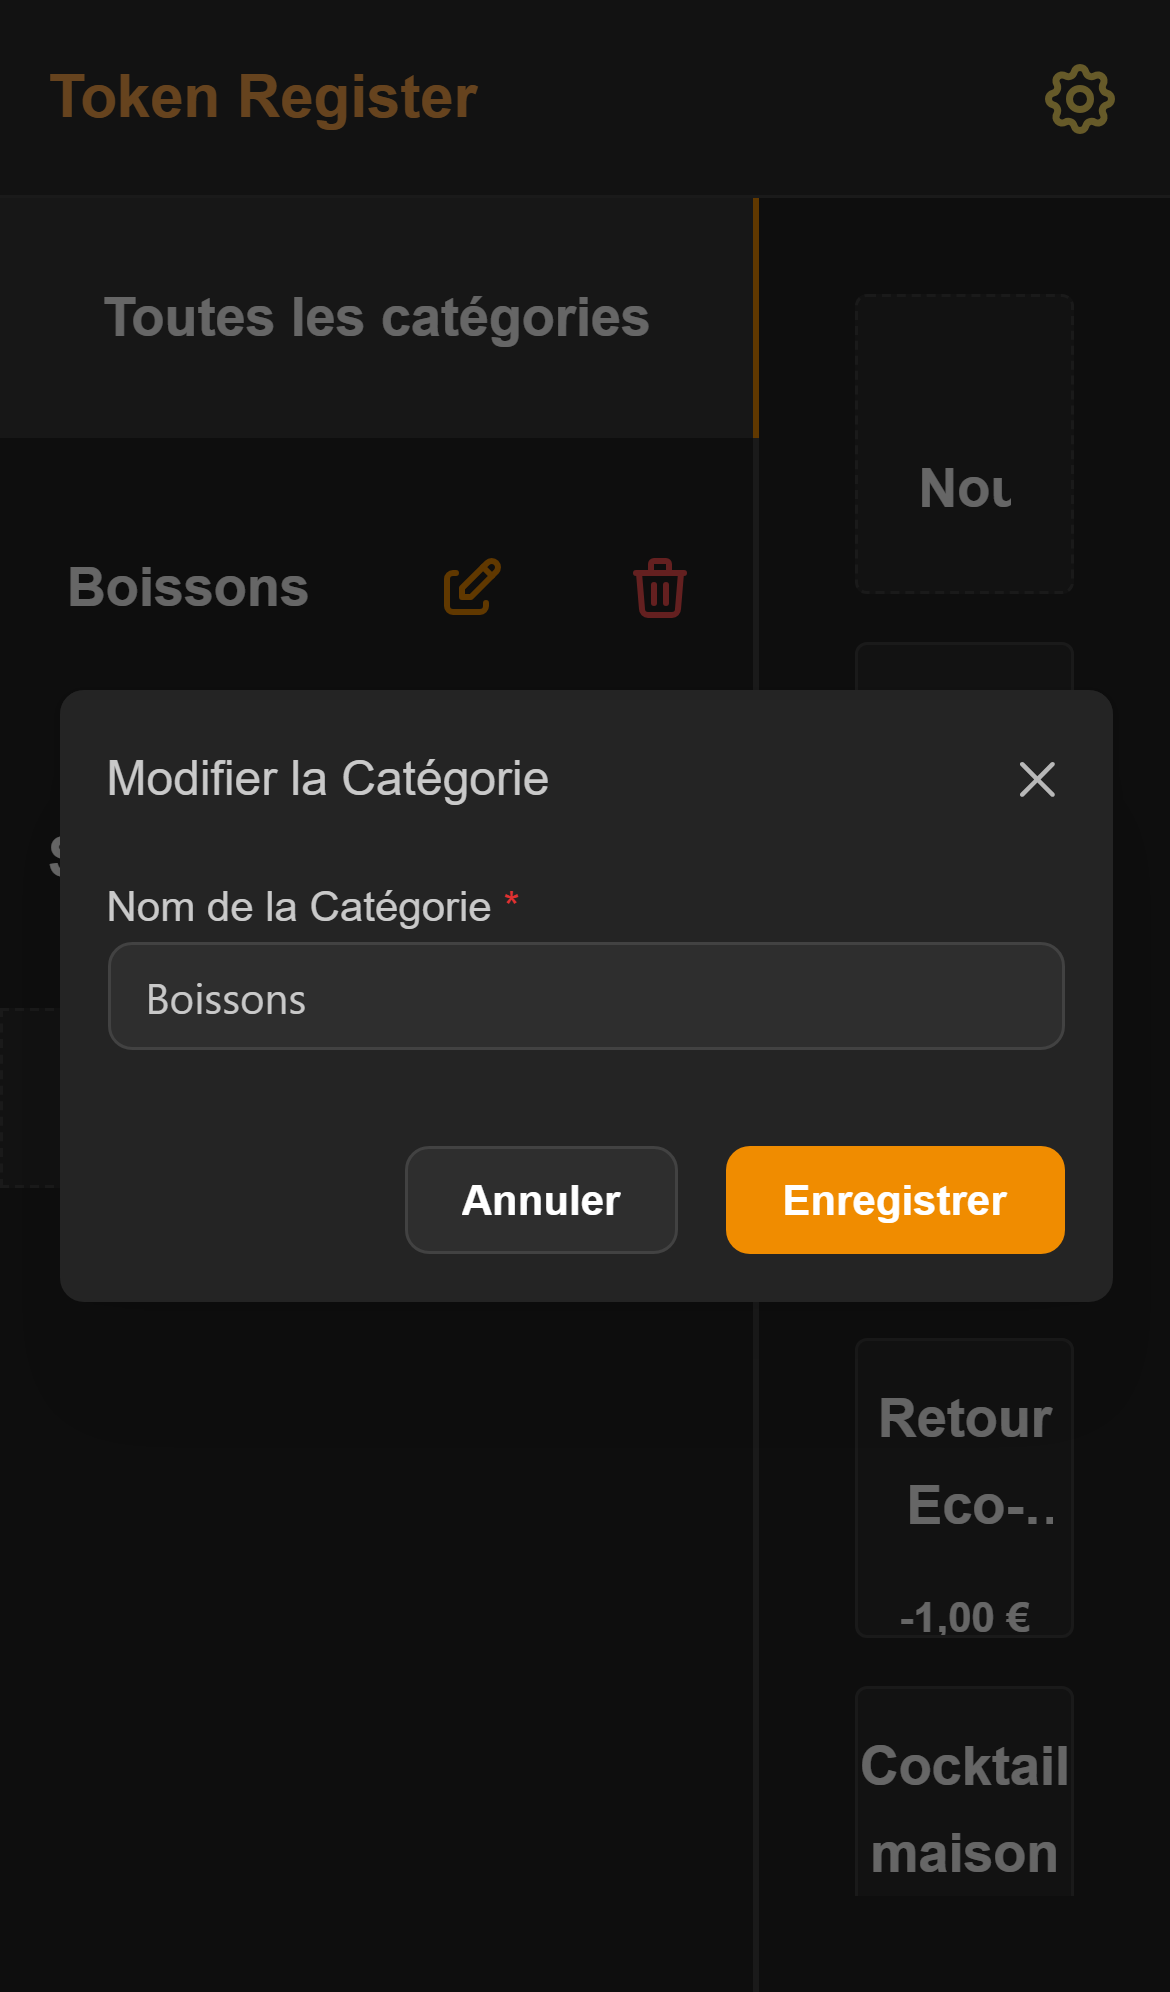 Token Register
Toutes les catégories
Boissons
Modifier la Catégorie
Nom de la Catégorie *
Boissons
Annuler
Enregistrer
Retour
Eco-..
-1,00 €
Cocktail
maison